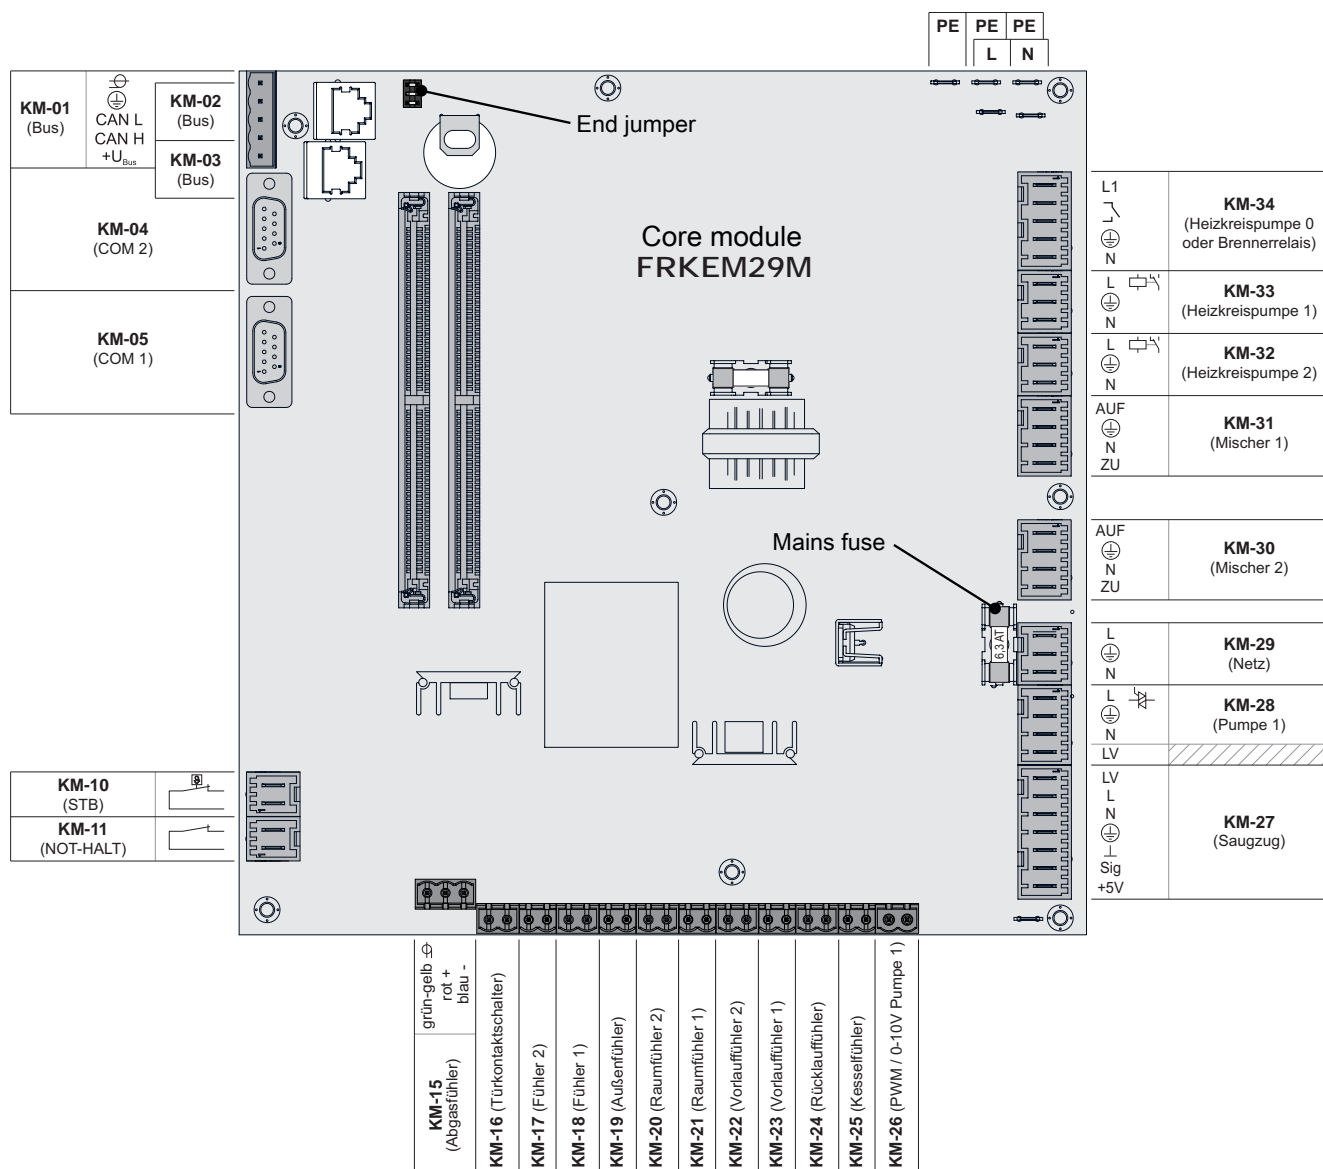 PE PE PE
L N
KM-01
(Bus)
CAN L
CAN H
+U Bus
KM-02
(Bus)
KM-03
(Bus)
KM-04
(COM 2)
KM-05
(COM 1)
End jumper
Core module
FRKEM29M
Mains fuse
6,3 AT
L1
N
KM-34
(Heizkreispumpe 0
oder Brennerrelais)
L
N
KM-33
(Heizkreispumpe 1)
L
N
KM-32
(Heizkreispumpe 2)
AUF
N
ZU
KM-31
(Mischer 1)
AUF
N
ZU
KM-30
(Mischer 2)
L
N
KM-29
(Netz)
L
N
LV
KM-28
(Pumpe 1)
LV
L
N
Sig
+5V
KM-27
(Saugzug)
KM-10
(STB)
KM-11
(NOT-HALT)
grün-gelb
rot +
blau -
KM-15
(Abgasfühler)
KM-16 (Türkontaktschalter)
KM-17 (Fühler 2)
KM-18 (Fühler 1)
KM-19 (Außenfühler)
KM-20 (Raumfühler 2)
KM-21 (Raumfühler 1)
KM-22 (Vorlauffühler 2)
KM-23 (Vorlauffühler 1)
KM-24 (Rücklauffühler)
KM-25 (Kesselfühler)
KM-26 (PWM / 0-10V Pumpe 1)